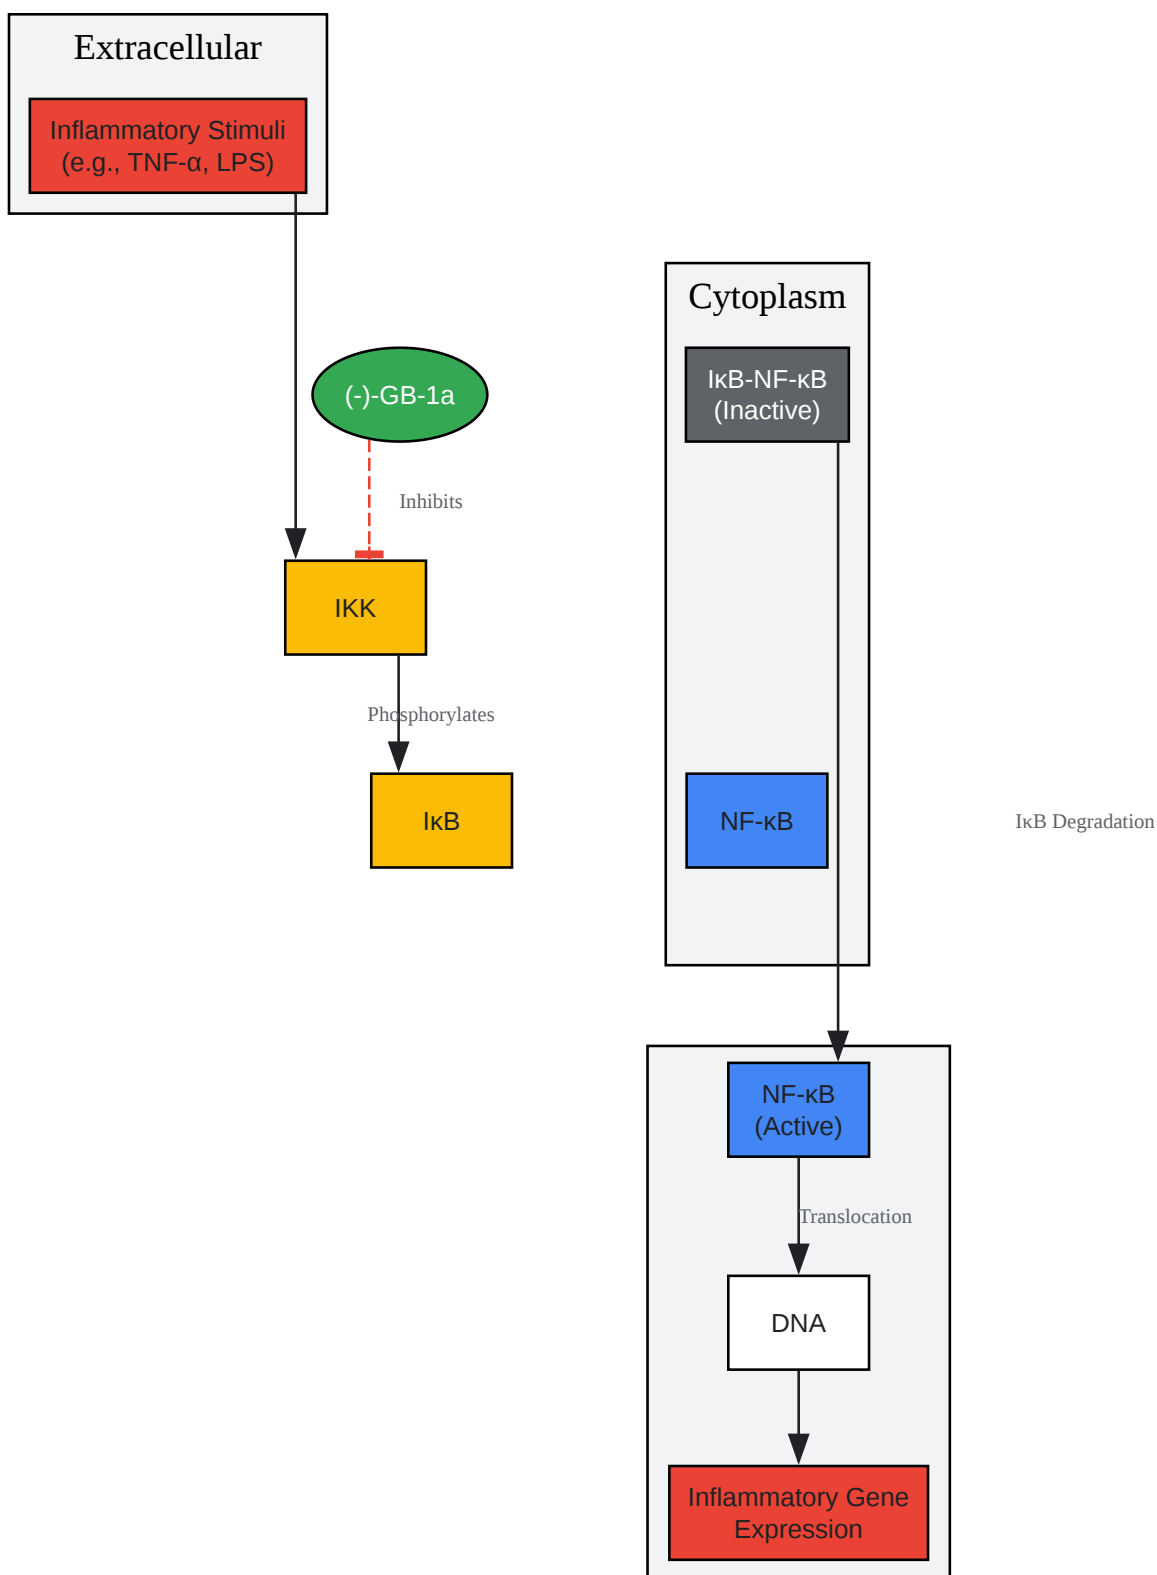 Extracellular
Inflammatory Stimuli
(e.g., TNF-α, LPS)
Cytoplasm
IκB-NF-κB
(Inactive)
(-)-GB-1a
Inhibits
IKK
Phosphorylates
IκB
NF-κB
IκB Degradation
NF-κB
(Active)
Translocation
DNA
Inflammatory Gene
Expression